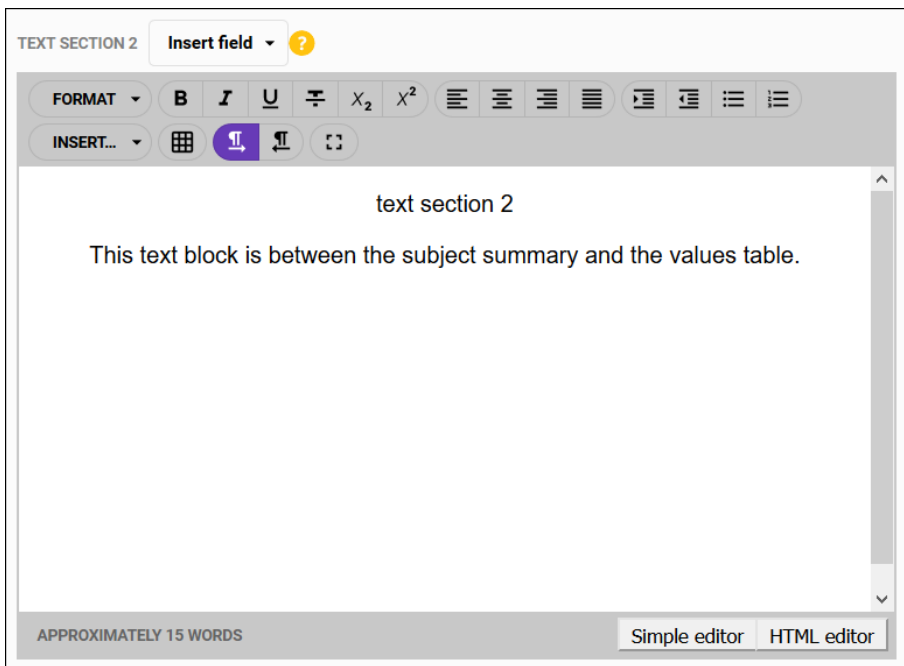 TEXT SECTION 2 Insert field ?
FORMAT B I U T X₂ X²
INSERT... ¶ ¶
text section 2
This text block is between the subject summary and the values table.
APPROXIMATELY 15 WORDS Simple editor HTML editor